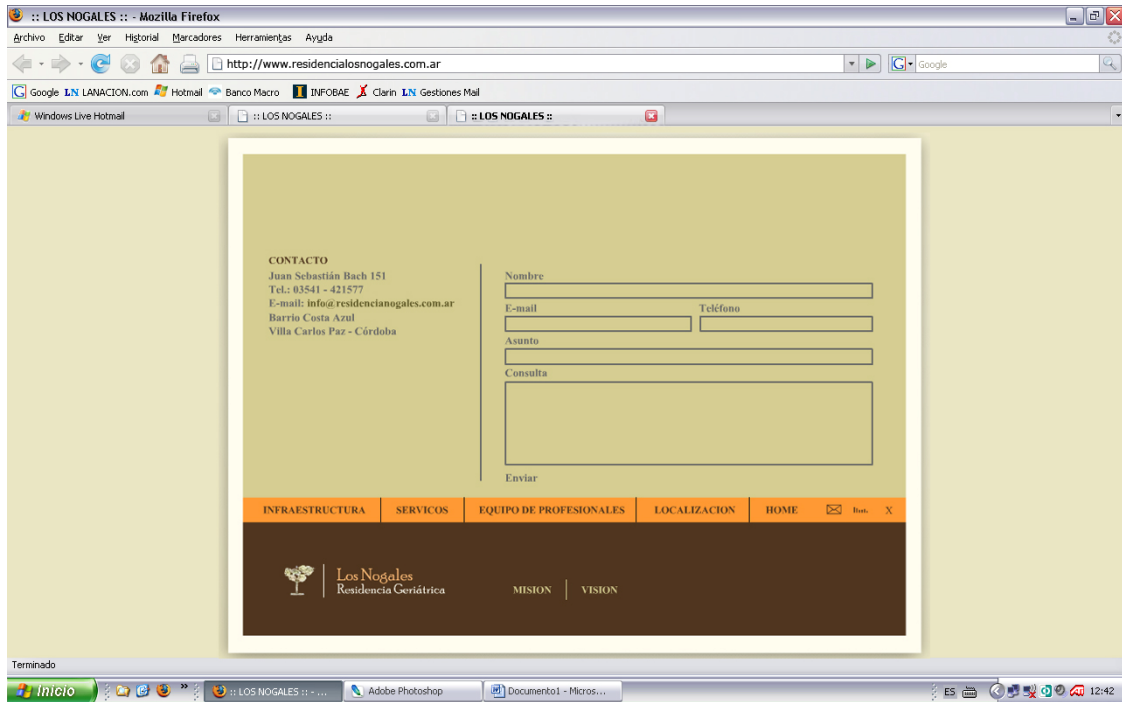 :: LOS NOGALES :: - Mozilla Firefox
Archivo Editar Ver Historial Marcadores Herramientas Ayuda
http://www.residencialosnogales.com.ar
G Google
Google LN LANACION.com Hotmail Banco Macro INFOBAE Clarin LN Gestiones Mail
Windows Live Hotmail :: LOS NOGALES :: :: LOS NOGALES ::
CONTACTO
Juan Sebastián Bach 151
Tel.: 03541 - 421577
E-mail: info@residencianogales.com.ar
Barrio Costa Azul
Villa Carlos Paz - Córdoba
Nombre
E-mail Teléfono
Asunto
Consulta
Enviar
INFRAESTRUCTURA SERVICOS EQUIPO DE PROFESIONALES LOCALIZACION HOME X
Los Nogales
Residencia Geriátrica
MISION VISION
Terminado
Inicio :: LOS NOGALES :: - ... Adobe Photoshop Documento1 - Micros... ES 12:42